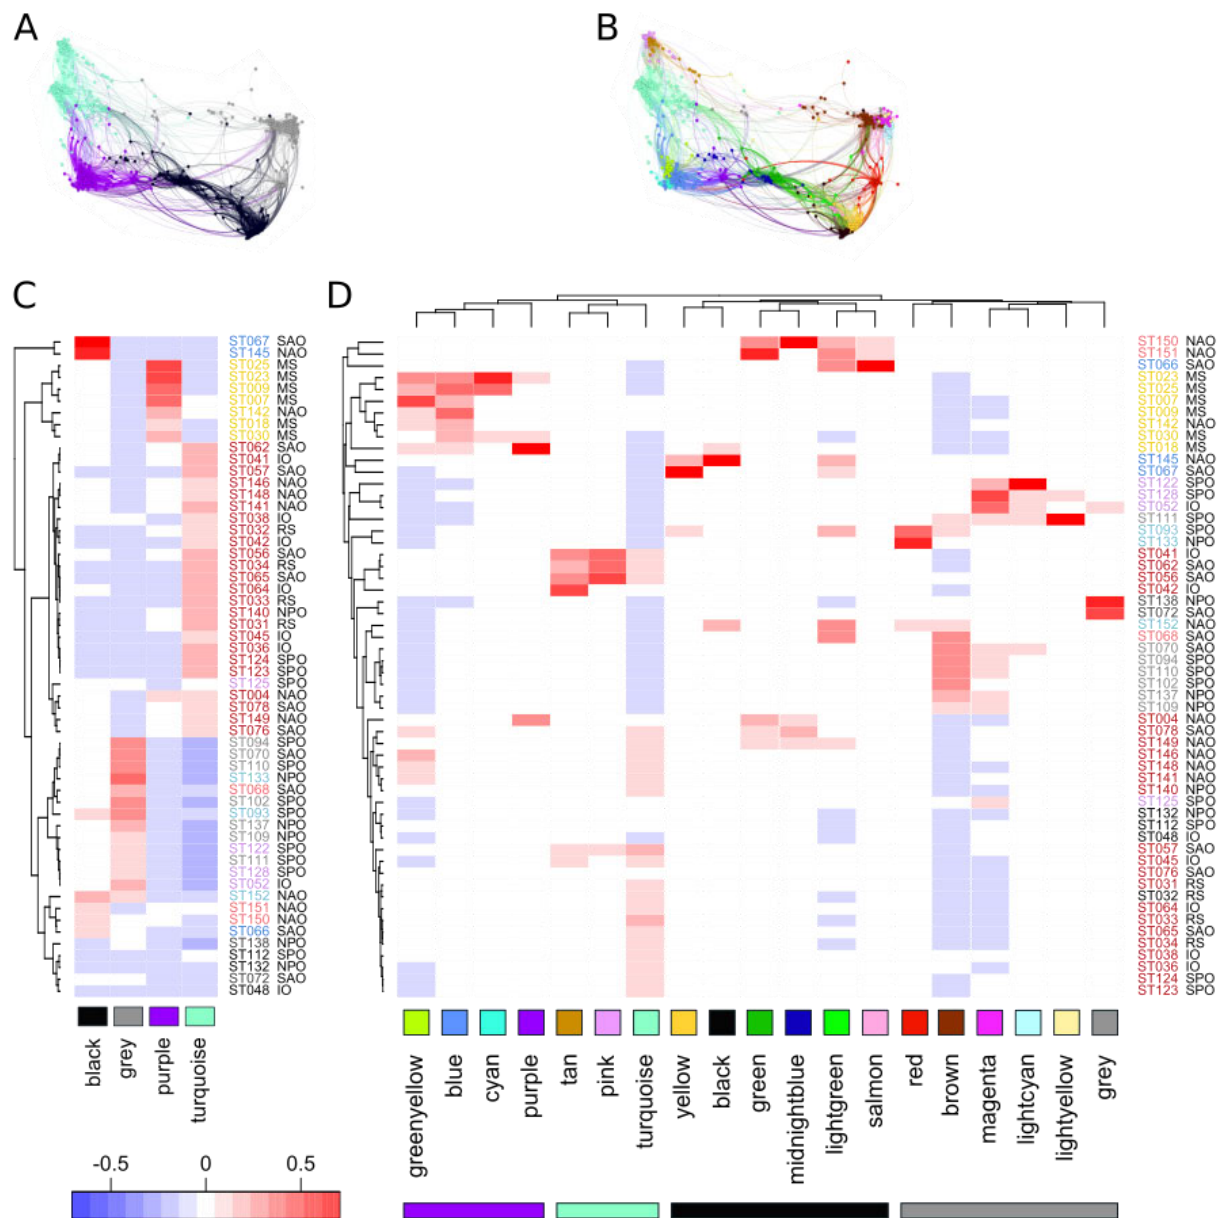 A
B
C
D
ST067 SAO
ST145 NAO
ST025 MS
ST023 MS
ST009 MS
ST007 MS
ST142 NAO
ST018 MS
ST030 MS
ST062 SAO
ST041 IO
ST057 SAO
ST146 NAO
ST148 NAO
ST141 NAO
ST038 IO
ST032 RS
ST042 IO
ST056 SAO
ST034 RS
ST065 SAO
ST064 IO
ST033 RS
ST140 NPO
ST031 RS
ST045 IO
ST036 IO
ST124 SPO
ST123 SPO
ST125 SPO
ST004 NAO
ST078 SAO
ST149 NAO
ST076 SAO
ST094 SPO
ST070 SAO
ST110 SPO
ST133 NPO
ST068 SAO
ST102 SPO
ST093 SPO
ST137 NPO
ST109 NPO
ST122 SPO
ST111 SPO
ST128 SPO
ST052 IO
ST152 NAO
ST151 NAO
ST150 NAO
ST066 SAO
ST138 NPO
ST112 SPO
ST132 NPO
ST072 SAO
ST048 IO
black
grey
purple
turquoise
-0.5
0
0.5
ST150 NAO
ST151 NAO
ST066 SAO
ST023 MS
ST025 MS
ST007 MS
ST009 MS
ST142 NAO
ST030 MS
ST018 MS
ST145 NAO
ST067 SAO
ST122 SPO
ST128 SPO
ST052 IO
ST111 SPO
ST093 SPO
ST133 NPO
ST041 IO
ST062 SAO
ST056 SAO
ST042 IO
ST138 NPO
ST072 SAO
ST152 NAO
ST068 SAO
ST070 SAO
ST094 SPO
ST110 SPO
ST102 SPO
ST137 NPO
ST109 NPO
ST004 NAO
ST078 SAO
ST149 NAO
ST146 NAO
ST148 NAO
ST141 NAO
ST140 NPO
ST125 SPO
ST132 NPO
ST112 SPO
ST048 IO
ST057 SAO
ST045 IO
ST076 SAO
ST031 RS
ST032 RS
ST064 IO
ST033 RS
ST065 SAO
ST034 RS
ST038 IO
ST036 IO
ST124 SPO
ST123 SPO
greenyellow
blue
cyan
purple
tan
pink
turquoise
yellow
black
green
midnightblue
lightgreen
salmon
red
brown
magenta
lightcyan
lightyellow
grey